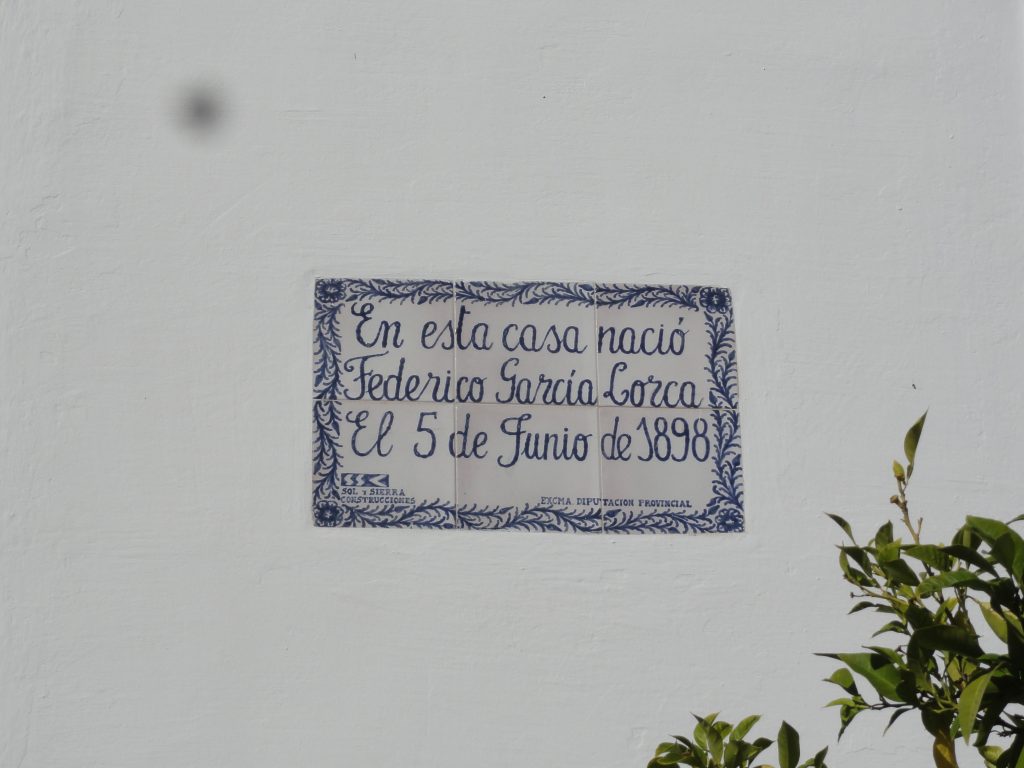 En esta casa nació
Federico García Lorca
El 5 de Junio de 1898
SSC
SOL Y SIERRA
CONSTRUCCIONES
EXCMA DIPUTACION PROVINCIAL